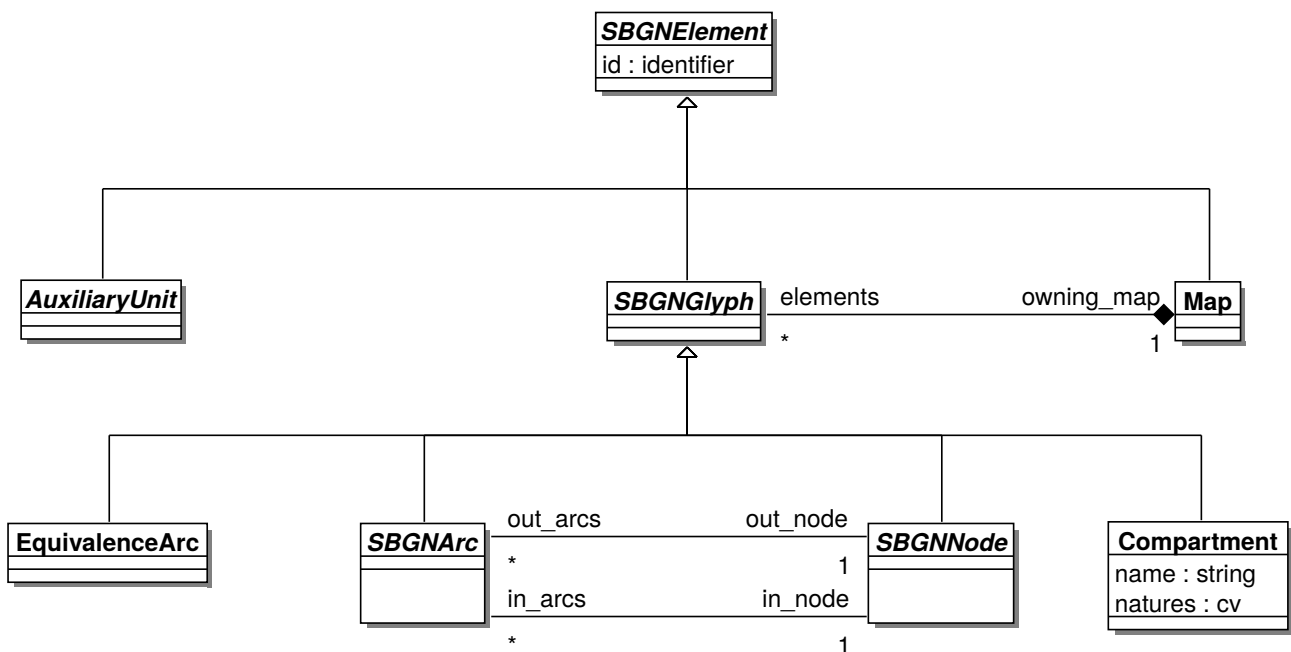 SBGNElement
id : identifier
AuxiliaryUnit
SBGNGlyph
elements
owning_map
Map
*
1
EquivalenceArc
SBGNArc
out_arcs
out_node
*
1
in_arcs
in_node
*
1
SBGNNode
Compartment
name : string
natures : cv